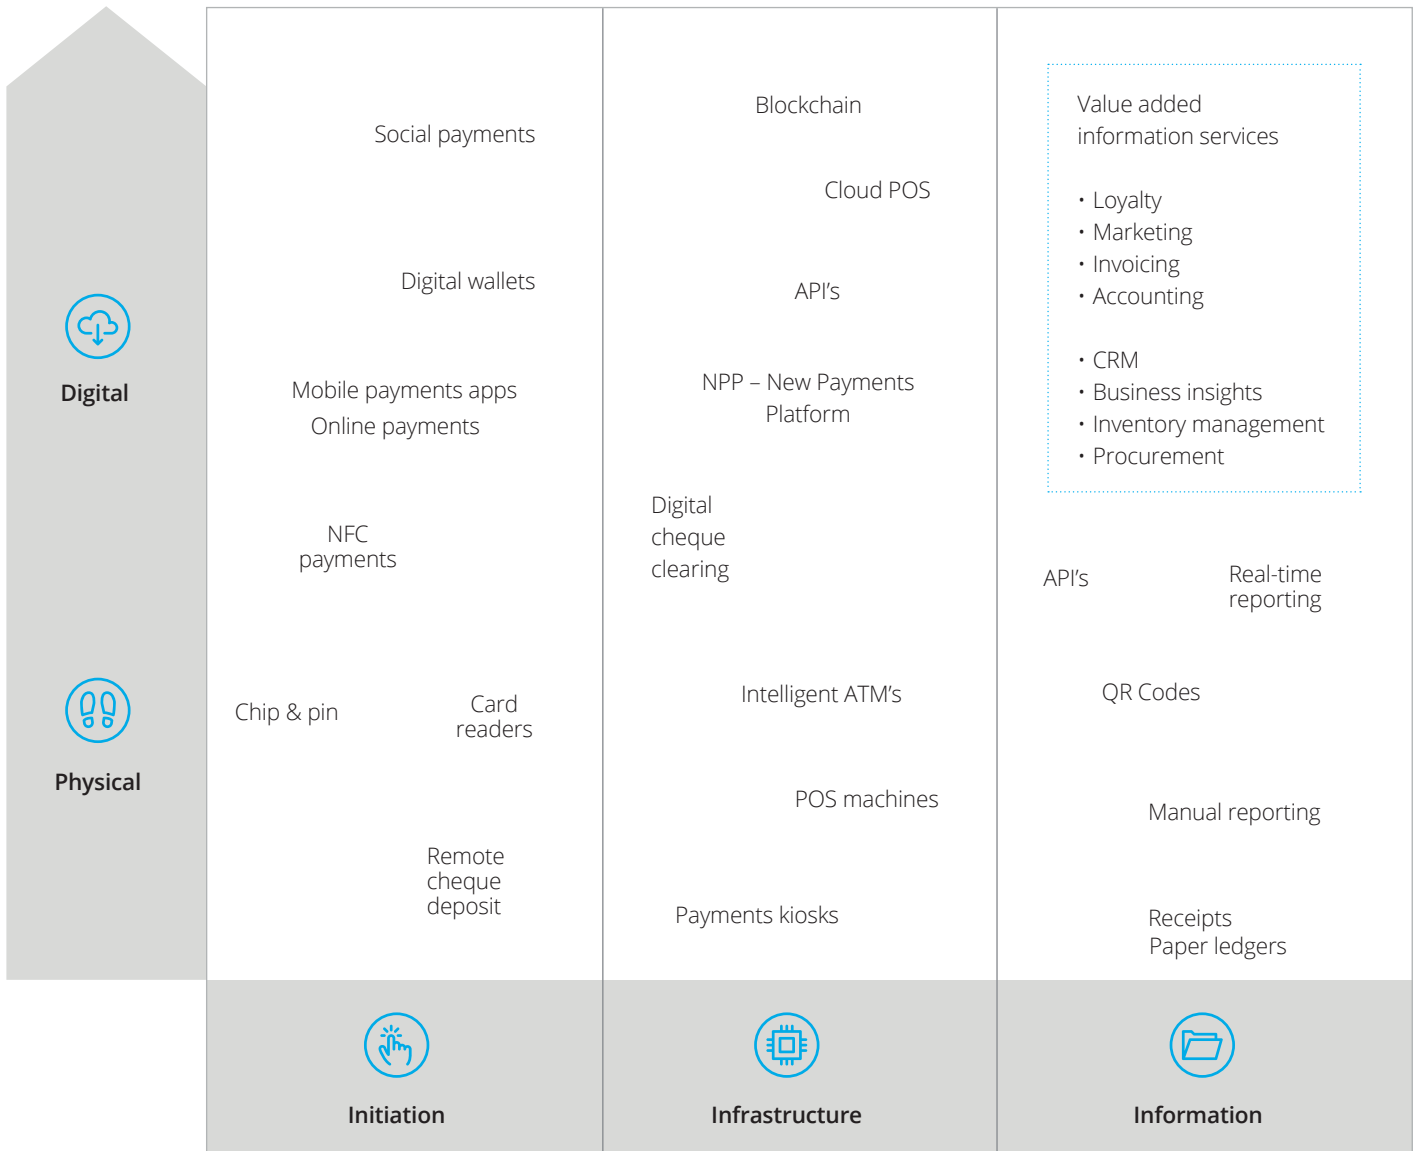 Digital
Physical
Social payments
Digital wallets
Mobile payments apps
Online payments
NFC
payments
Chip & pin
Card
readers
Remote
cheque
deposit
Initiation
Blockchain
Cloud POS
API’s
NPP – New Payments
Platform
Digital
cheque
clearing
Intelligent ATM’s
POS machines
Payments kiosks
Infrastructure
Value added
information services
• Loyalty
• Marketing
• Invoicing
• Accounting
• CRM
• Business insights
• Inventory management
• Procurement
API’s
Real-time
reporting
QR Codes
Manual reporting
Receipts
Paper ledgers
Information